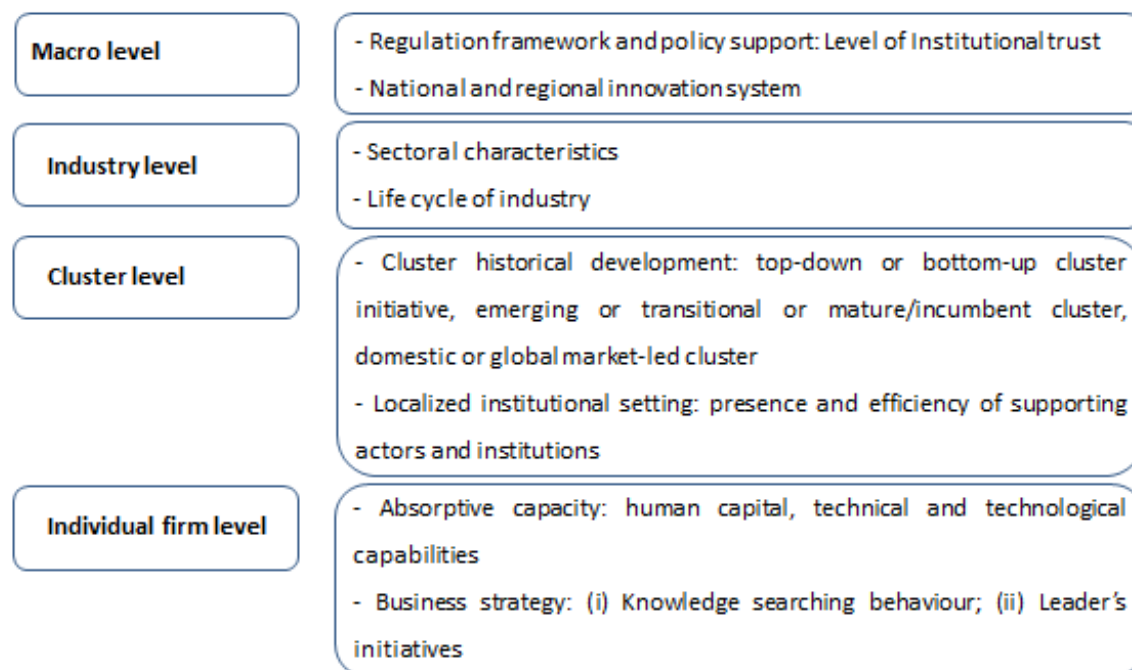 Macro level
- Regulation framework and policy support: Level of Institutional trust
- National and regional innovation system
Industry level
- Sectoral characteristics
- Life cycle of industry
Cluster level
- Cluster historical development: top-down or bottom-up cluster
initiative, emerging or transitional or mature/incumbent cluster,
domestic or global market-led cluster
- Localized institutional setting: presence and efficiency of supporting
actors and institutions
Individual firm level
- Absorptive capacity: human capital, technical and technological
capabilities
- Business strategy: (i) Knowledge searching behaviour; (ii) Leader's
initiatives